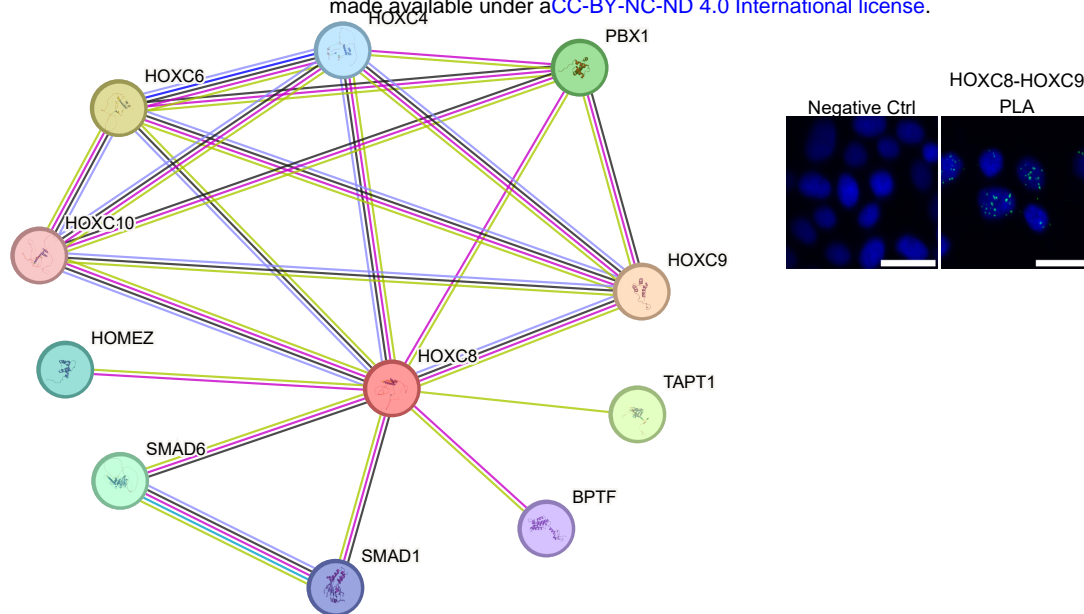 made available under aCC-BY-NC-ND 4.0 International license.
HOXC4
PBX1
HOXC6
HOXC10
HOXC9
HOMEZ
HOXC8
TAPT1
SMAD6
BPTF
SMAD1
HOXC8-HOXC9
Negative Ctrl
PLA